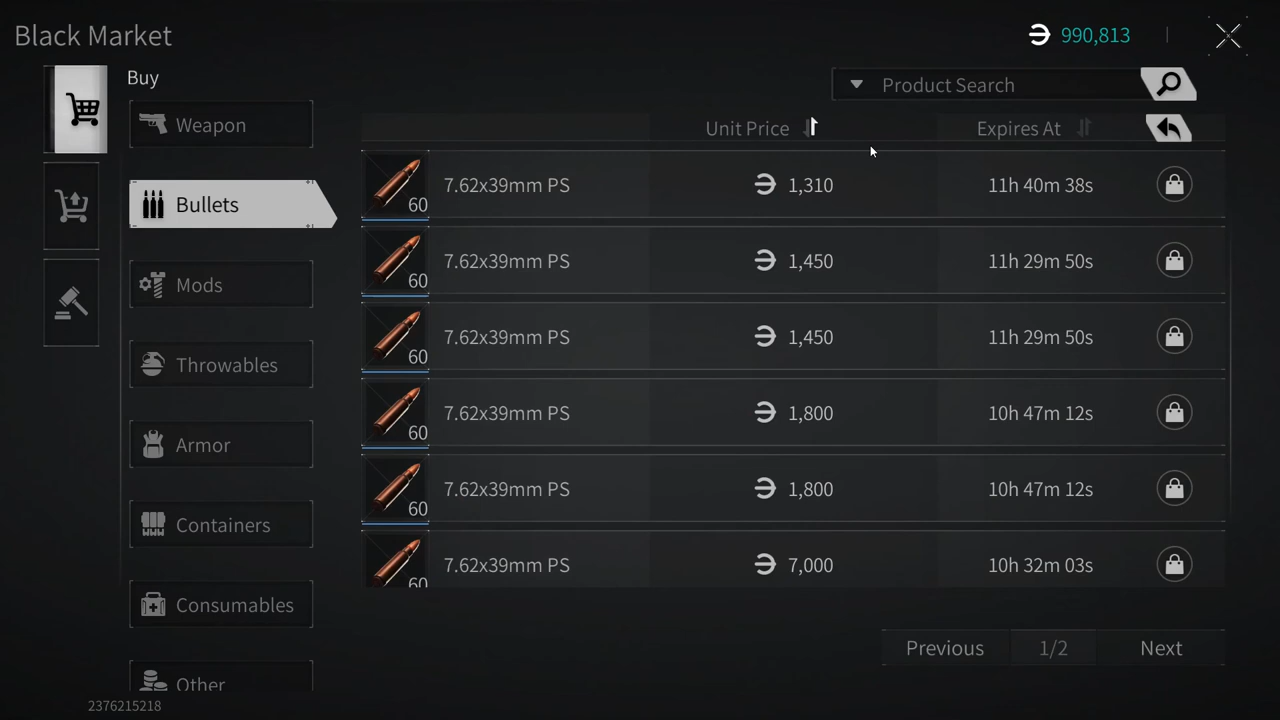 Black Market
990,813
Buy
Product Search
Weapon
Bullets
Mods
Throwables
Armor
Containers
Consumables
Other
Unit Price
Expires At
60
7.62x39mm PS
1,310
11h 40m 38s
60
7.62x39mm PS
1,450
11h 29m 50s
60
7.62x39mm PS
1,450
11h 29m 50s
60
7.62x39mm PS
1,800
10h 47m 12s
60
7.62x39mm PS
1,800
10h 47m 12s
60
7.62x39mm PS
7,000
10h 32m 03s
Previous
1/2
Next
2376215218